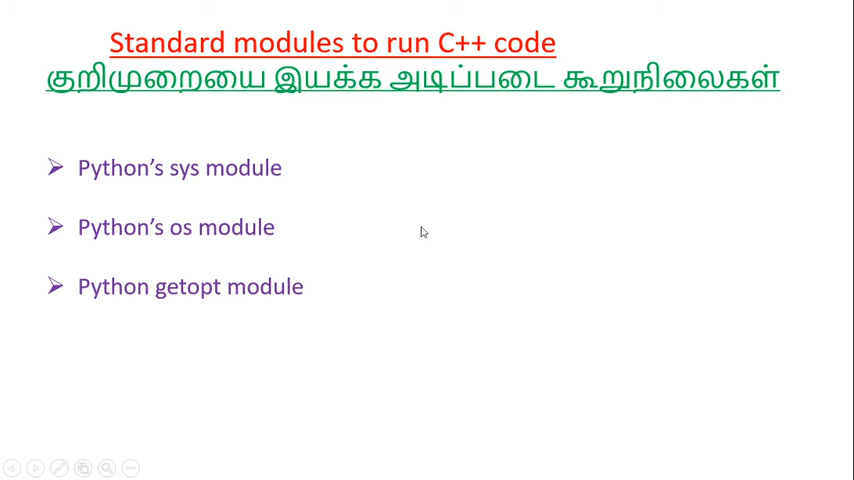 Standard modules to run C++ code
குறிமுறையை இயக்க அடிப்படை கூறுநிலைகள்
Python’s sys module
Python’s os module
Python getopt module